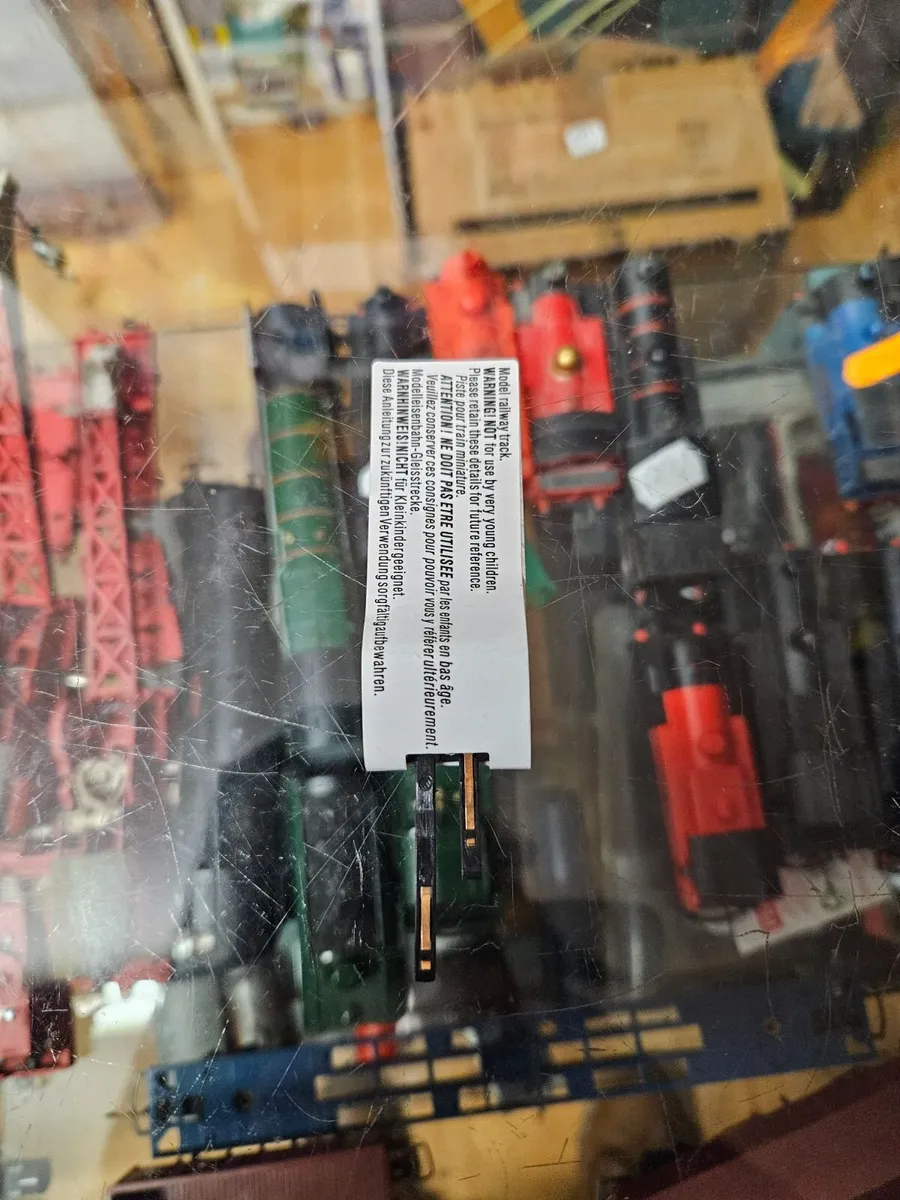 Model railway track.
WARNING! NOT for use by very young children.
Please retain these details for future reference.
Piste pour train miniature.
ATTENTION! NE DOIT PAS ETRE UTILISÉE par les enfants en bas âge.
Veuillez conserver ces consignes pour pouvoir vous y référer ultérieurement.
Modelleisenbahn-Gleisstrecke.
WARNHINWEIS! NICHT für Kleinkinder geeignet.
Diese Anleitung zur zukünftigen Verwendung sorgfältig aufbewahren.